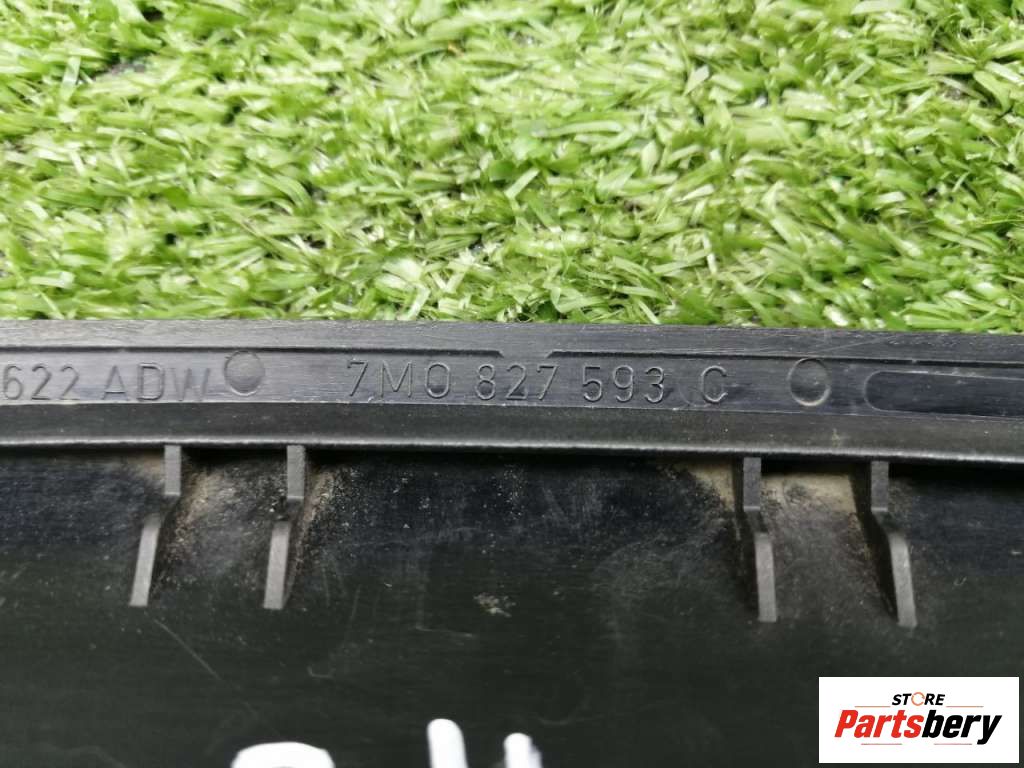 622 ADW 7M0 827 593 C
STORE
Partsbery